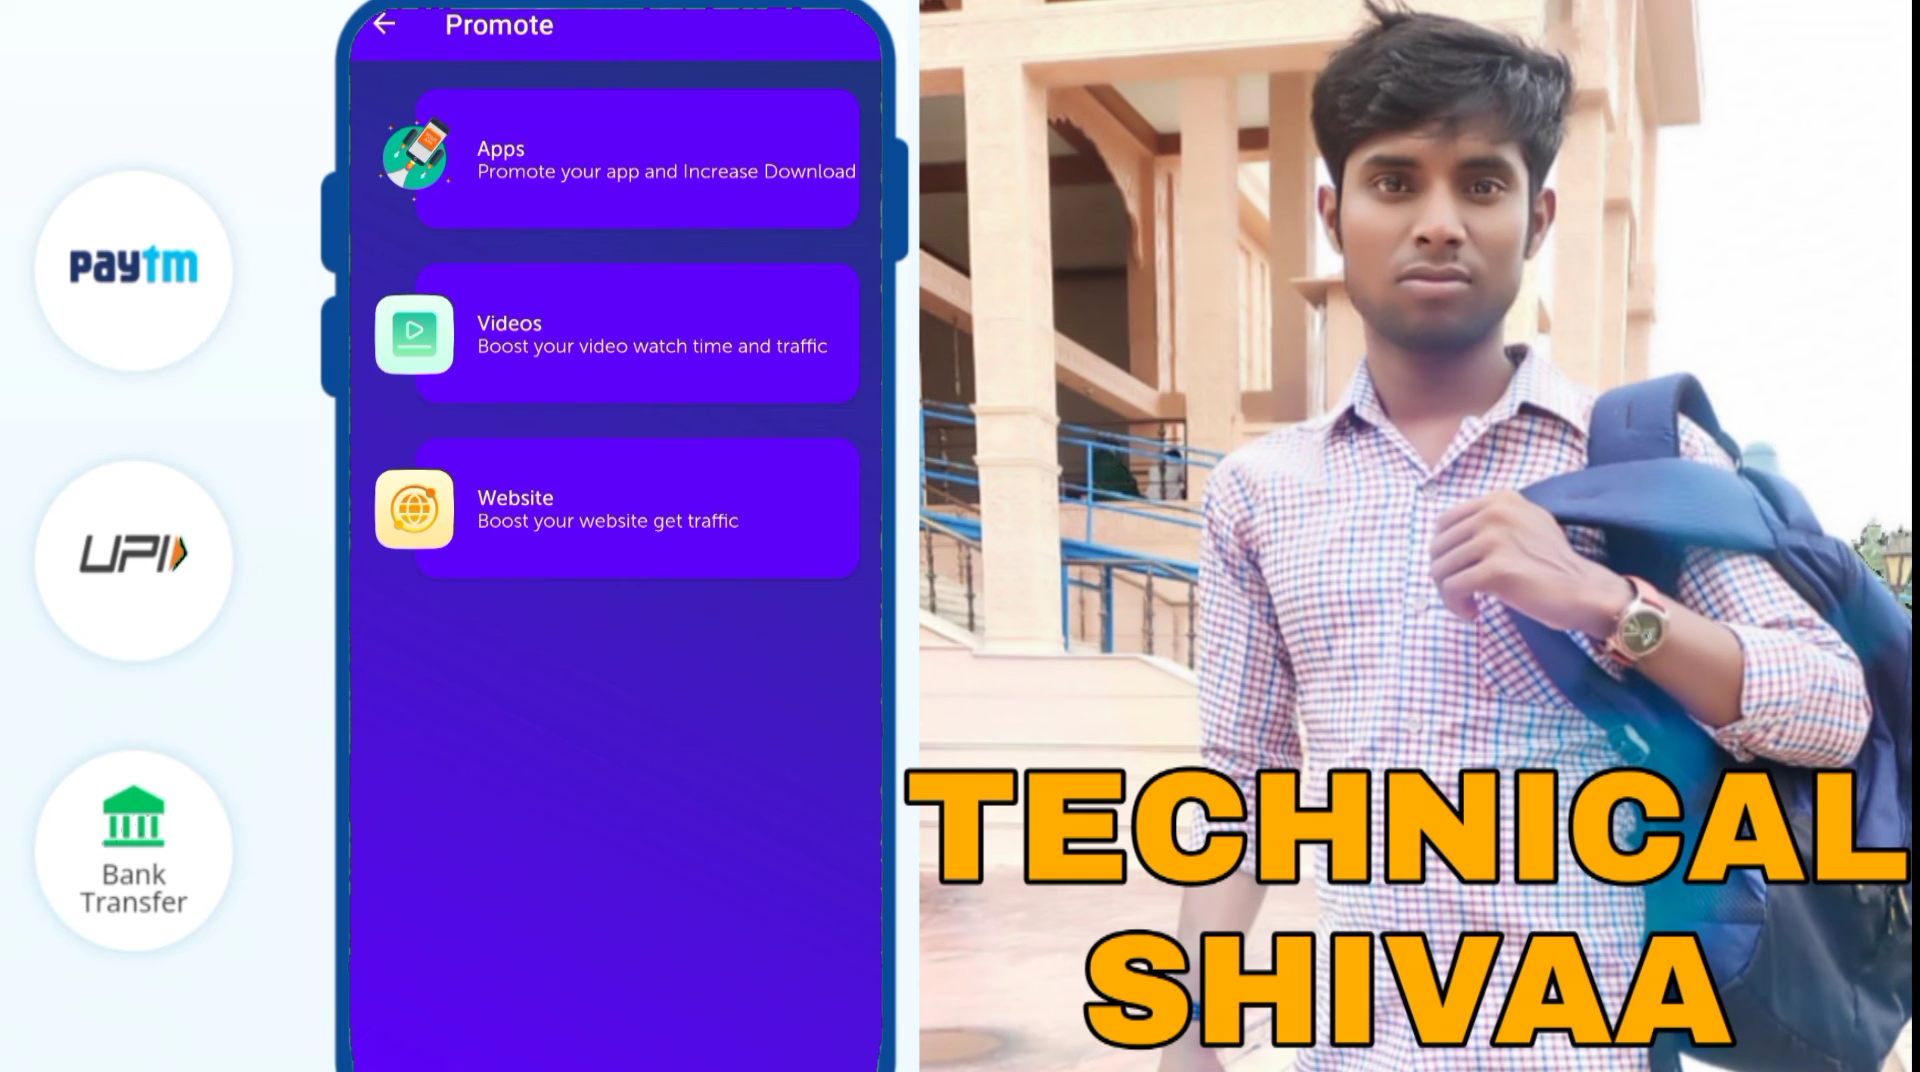 Promote
Apps
Promote your app and Increase Download
Videos
Boost your video watch time and traffic
Website
Boost your website get traffic
paytm
UPI
Bank
Transfer
TECHNICAL
SHIVAA